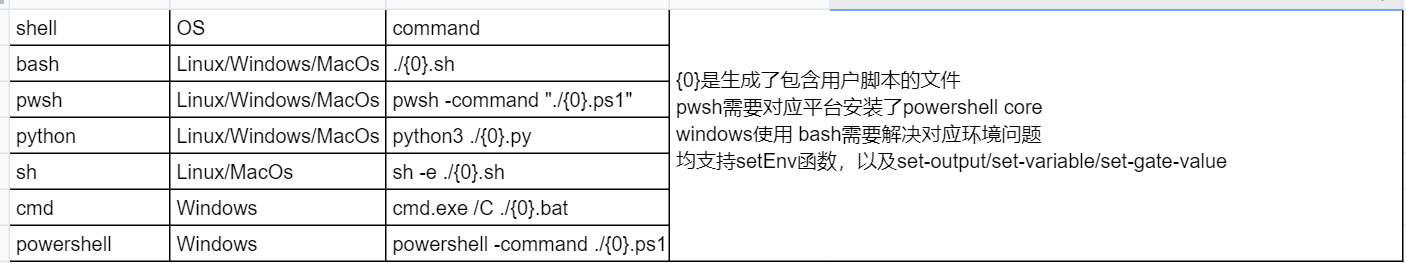 shell OS command
bash Linux/Windows/MacOs ./{0}.sh
pwsh Linux/Windows/MacOs pwsh -command "./{0}.ps1"
python Linux/Windows/MacOs python3 ./{0}.py
sh Linux/MacOs sh -e ./{0}.sh
cmd Windows cmd.exe /C ./{0}.bat
powershell Windows powershell -command ./{0}.ps1
{0}是生成了包含用户脚本的文件
pwsh需要对应平台安装了powershell core
windows使用 bash需要解决对应环境问题
均支持setEnv函数，以及set-output/set-variable/set-gate-value